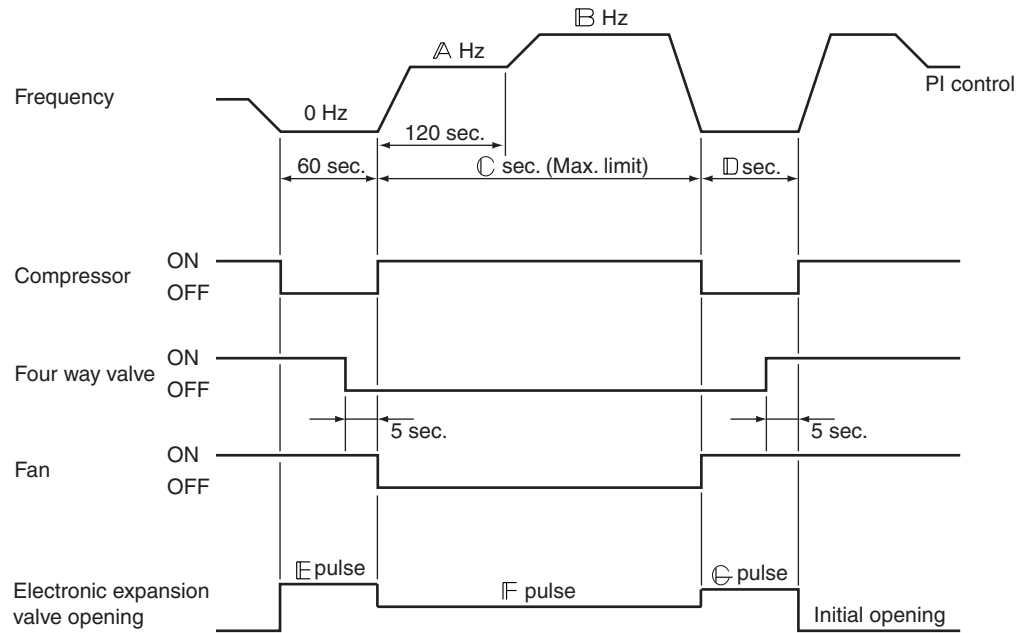 𝔹 Hz
𝔸 Hz
PI control
Frequency
0 Hz
120 sec.
60 sec.
ℂ sec. (Max. limit)
𝔻 sec.
Compressor
ON
OFF
Four way valve
ON
OFF
5 sec.
5 sec.
Fan
ON
OFF
𝔼 pulse
𝔽 pulse
𝔾 pulse
Electronic expansion
valve opening
Initial opening